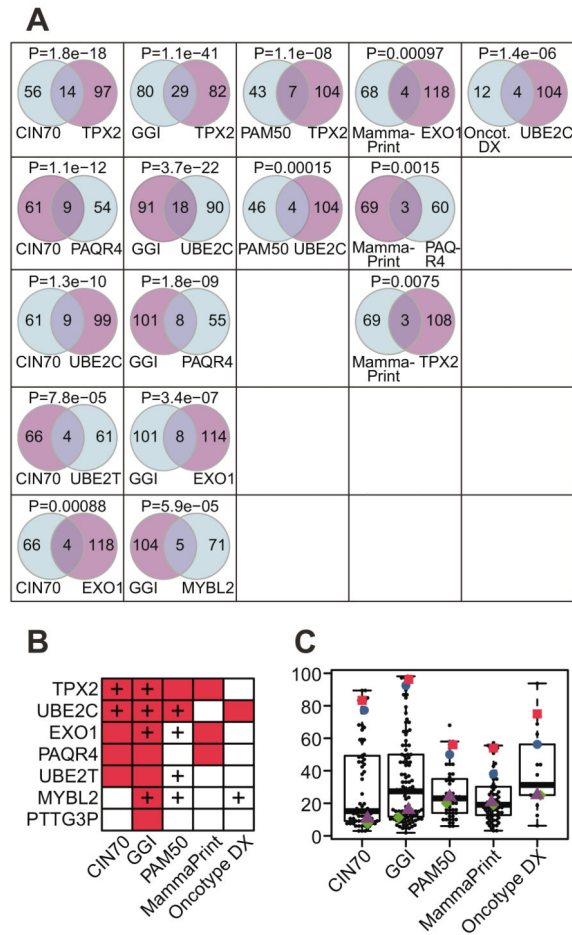 A
P=1.8e−18 P=1.1e−41 P=1.1e−08 P=0.00097 P=1.4e−06
56 14 97 80 29 82 43 7 104 68 4 118 12 4 104
CIN70 TPX2 GGI TPX2 PAM50 TPX2 Mamma-Print EXO1 Oncot. DX UBE2C
P=1.1e−12 P=3.7e−22 P=0.00015 P=0.0015
61 9 54 91 18 90 46 4 104 69 3 60
CIN70 PAQR4 GGI UBE2C PAM50 UBE2C Mamma-Print PAQ-R4
P=1.3e−10 P=1.8e−09 P=0.0075
61 9 99 101 8 55 69 3 108
CIN70 UBE2C GGI PAQR4 Mamma-Print TPX2
P=7.8e−05 P=3.4e−07
66 4 61 101 8 114
CIN70 UBE2T GGI EXO1
P=0.00088 P=5.9e−05
66 4 118 104 5 71
CIN70 EXO1 GGI MYBL2
B
TPX2 + +
UBE2C + + +
EXO1 + +
PAQR4
UBE2T +
MYBL2 + + +
PTTG3P
CIN70
GGI
PAM50
MammaPrint
Oncotype DX
C
100
80
60
40
20
0
CIN70
GGI
PAM50
MammaPrint
Oncotype DX